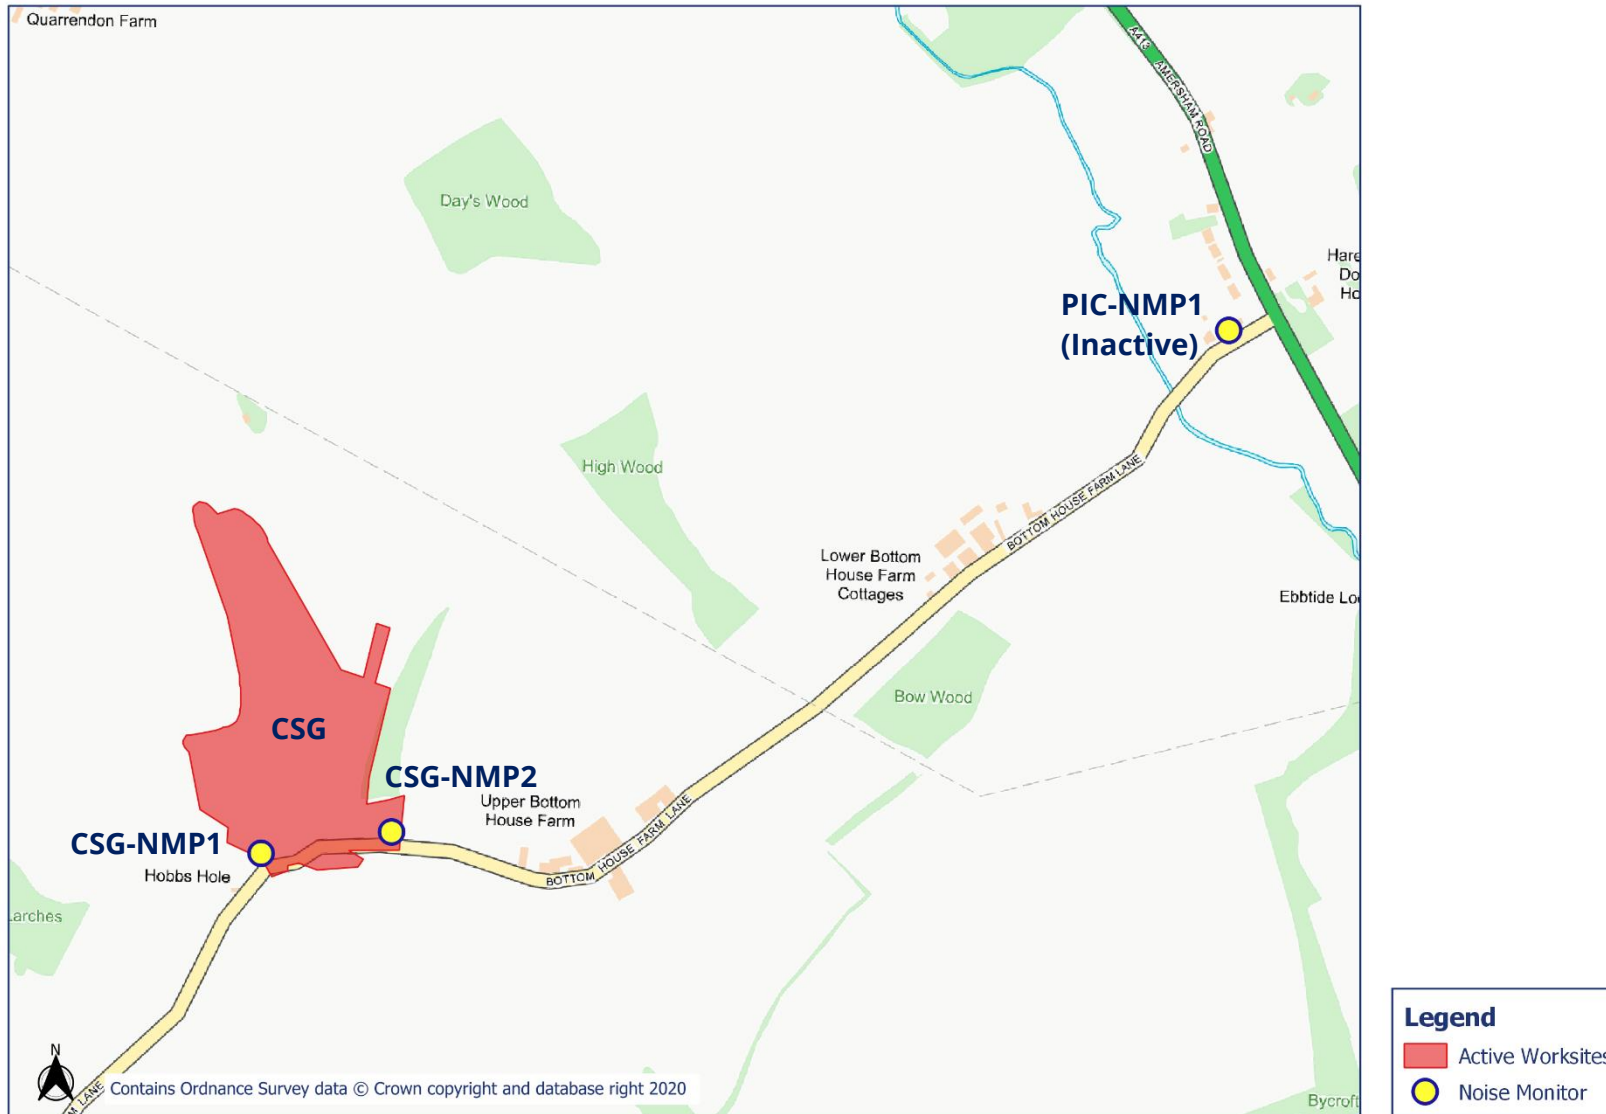 Quarrendon Farm
A413 AMERSHAM ROAD
Day's Wood
Hare
Do
Ho
PIC-NMP1
(Inactive)
High Wood
BOTTOM HOUSE FARM LANE
Lower Bottom
House Farm
Cottages
Ebbtide Lo
Bow Wood
CSG
CSG-NMP2
Upper Bottom
House Farm
CSG-NMP1
Hobbs Hole
BOTTOM HOUSE FARM LANE
arches
N
M LANE
Contains Ordnance Survey data © Crown copyright and database right 2020
Bycroft
Legend
Active Worksites
Noise Monitor